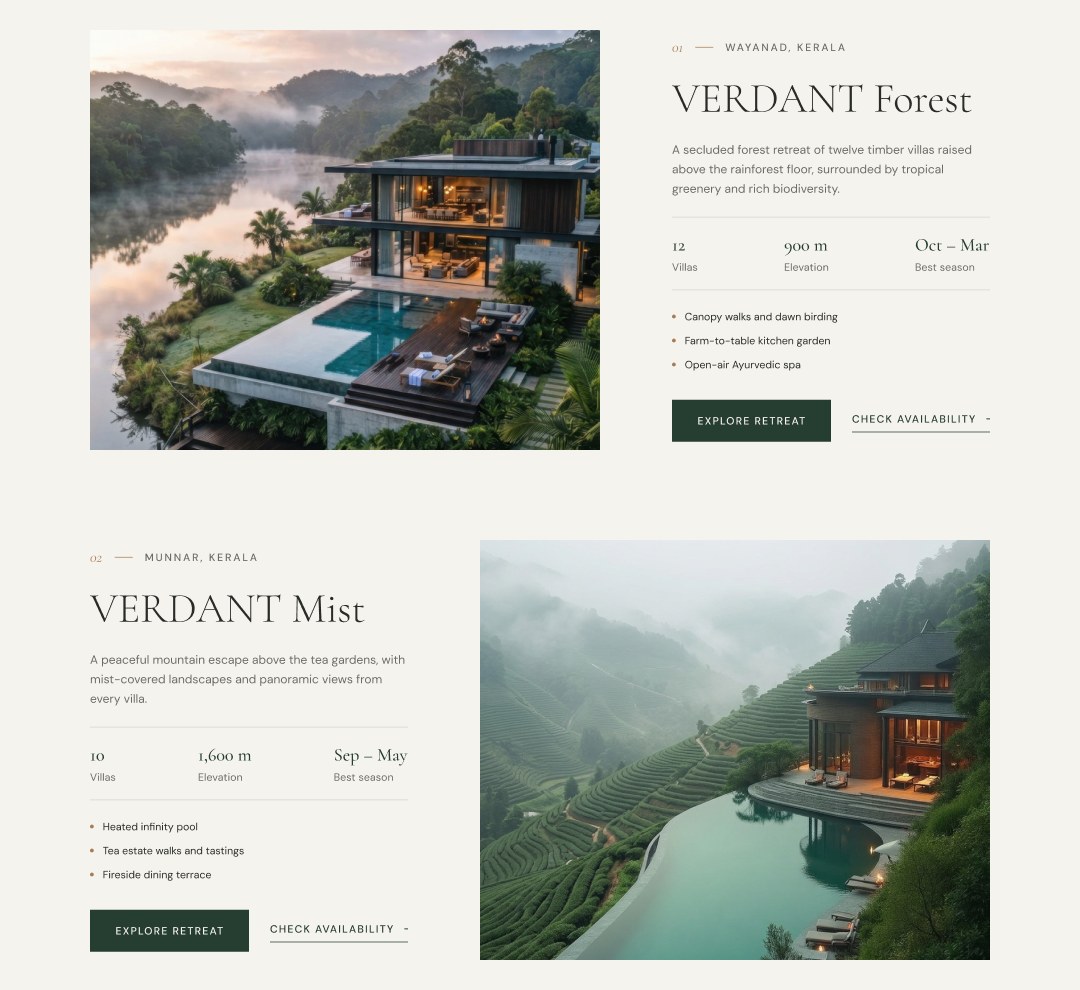 01 — WAYANAD, KERALA
VERDANT Forest
A secluded forest retreat of twelve timber villas raised
above the rainforest floor, surrounded by tropical
greenery and rich biodiversity.
12 900 m Oct – Mar
Villas Elevation Best season
• Canopy walks and dawn birding
• Farm-to-table kitchen garden
• Open-air Ayurvedic spa
EXPLORE RETREAT CHECK AVAILABILITY -
02 — MUNNAR, KERALA
VERDANT Mist
A peaceful mountain escape above the tea gardens, with
mist-covered landscapes and panoramic views from
every villa.
10 1,600 m Sep – May
Villas Elevation Best season
• Heated infinity pool
• Tea estate walks and tastings
• Fireside dining terrace
EXPLORE RETREAT CHECK AVAILABILITY -